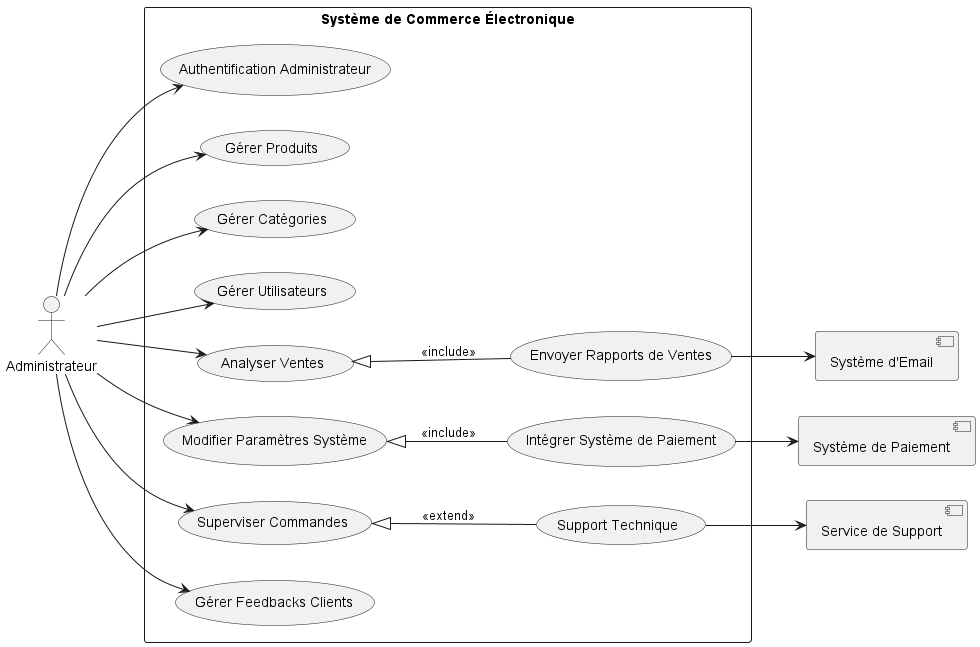 Système de Commerce Électronique
Authentification Administrateur
Gérer Produits
Gérer Catégories
Gérer Utilisateurs
Administrateur
Analyser Ventes
«include»
Envoyer Rapports de Ventes
Système d'Email
Modifier Paramètres Système
«include»
Intégrer Système de Paiement
Système de Paiement
Superviser Commandes
«extend»
Support Technique
Service de Support
Gérer Feedbacks Clients